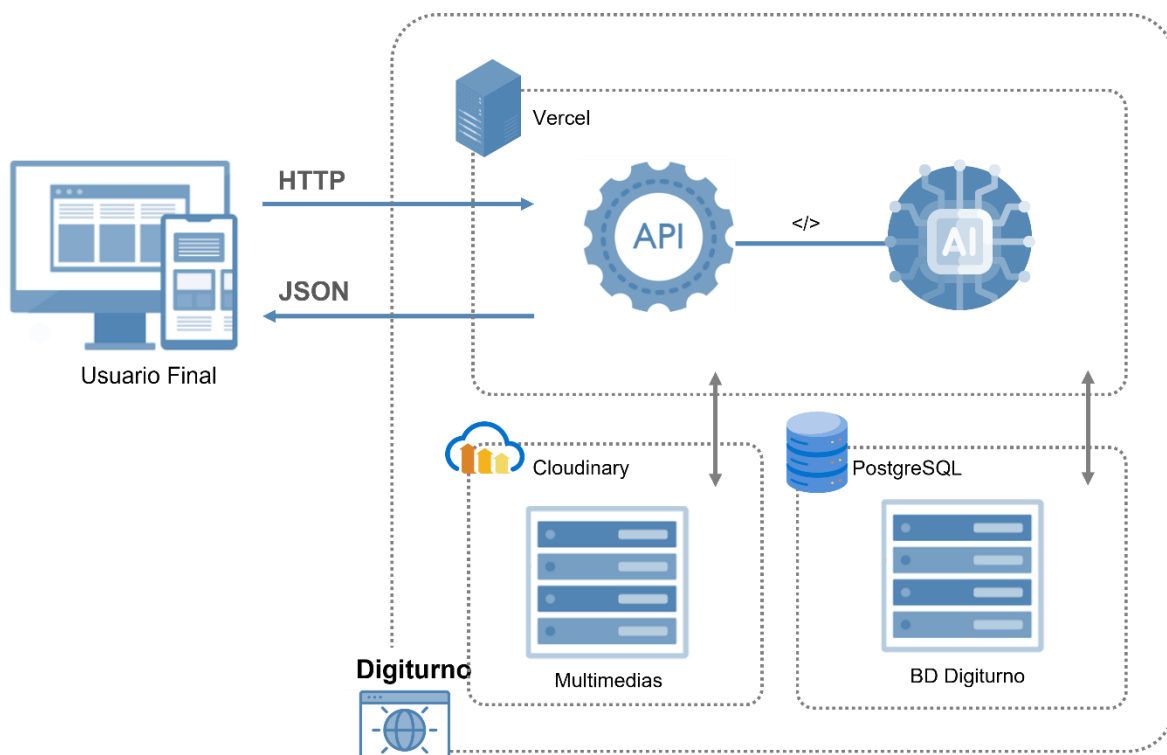 Vercel
HTTP
API
</>
AI
JSON
Usuario Final
Cloudinary
PostgreSQL
Multimedias
BD Digiturno
Digiturno